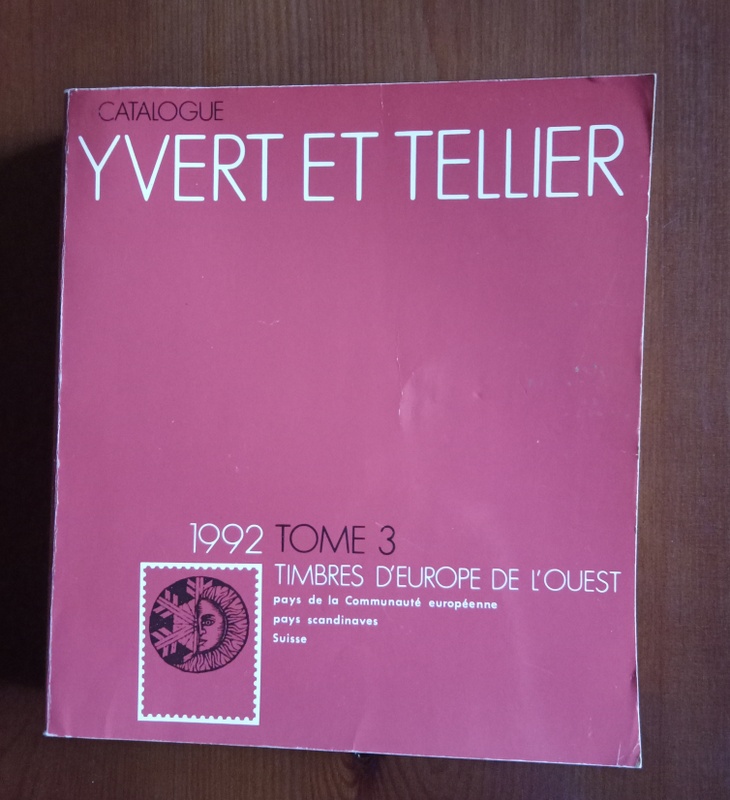 CATALOGUE
YVERT ET TELLIER
1992 TOME 3
TIMBRES D'EUROPE DE L'OUEST
pays de la Communauté européenne
pays scandinaves
Suisse